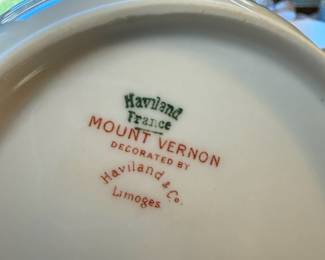 Haviland
France
MOUNT VERNON
DECORATED BY
Haviland & Co.
Limoges